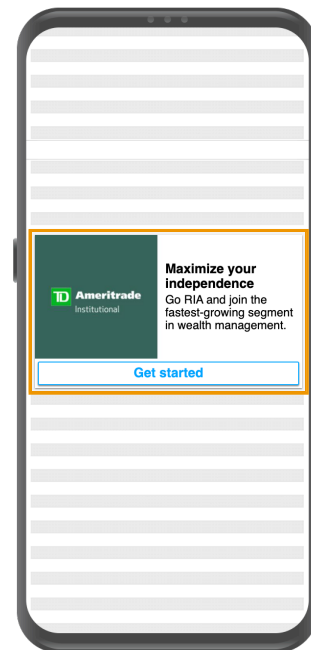 TD Ameritrade
Institutional
Maximize your
independence
Go RIA and join the
fastest-growing segment
in wealth management.
Get started